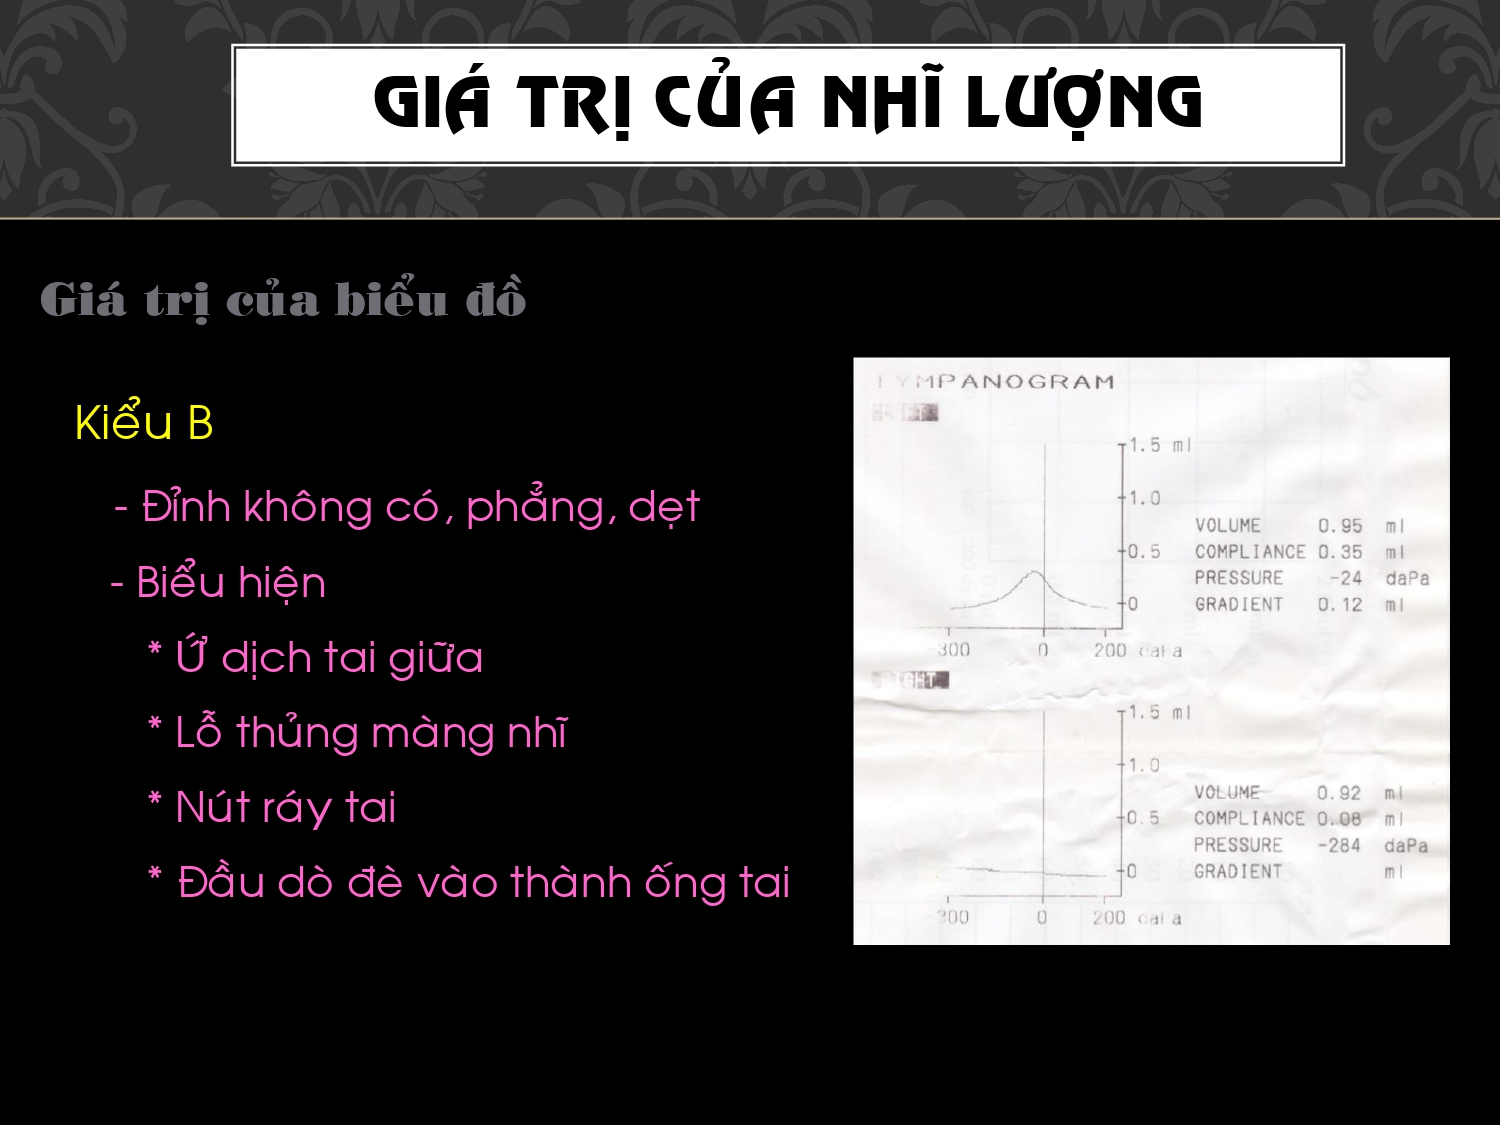 GIÁ TRỊ CỦA NHĨ LƯỢNG
Giá trị của biểu đồ
Kiểu B
- Đỉnh không có, phẳng, dẹt
- Biểu hiện
* Ứ dịch tai giữa
* Lỗ thủng màng nhĩ
* Nút ráy tai
* Đầu dò đè vào thành ống tai
TYMPANOGRAM
1.5 ml
1.0
0.5
0
VOLUME 0.95 ml
COMPLIANCE 0.35 ml
PRESSURE -24 daPa
GRADIENT 0.12 ml
-300 0 200 daPa
RIGHT
1.5 ml
1.0
0.5
0
VOLUME 0.92 ml
COMPLIANCE 0.08 ml
PRESSURE -284 daPa
GRADIENT ml
-300 0 200 daPa